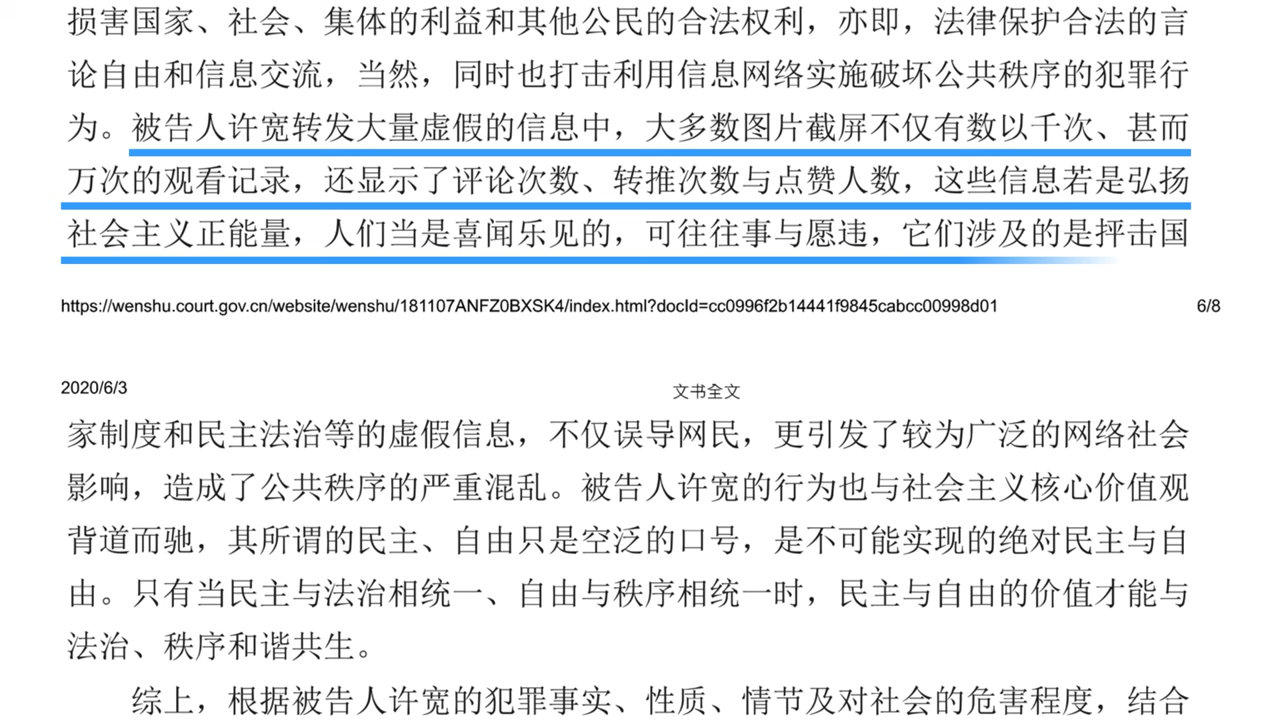 损害国家、社会、集体的利益和其他公民的合法权利，亦即，法律保护合法的言
论自由和信息交流，当然，同时也打击利用信息网络实施破坏公共秩序的犯罪行
为。被告人许宽转发大量虚假的信息中，大多数图片截屏不仅有数以千次、甚而
万次的观看记录，还显示了评论次数、转推次数与点赞人数，这些信息若是弘扬
社会主义正能量，人们当是喜闻乐见的，可往往事与愿违，它们涉及的是抨击国
https://wenshu.court.gov.cn/website/wenshu/181107ANFZ0BXSK4/index.html?docId=cc0996f2b14441f9845cabcc00998d01 6/8
2020/6/3 文书全文
家制度和民主法治等的虚假信息，不仅误导网民，更引发了较为广泛的网络社会
影响，造成了公共秩序的严重混乱。被告人许宽的行为也与社会主义核心价值观
背道而驰，其所谓的民主、自由只是空泛的口号，是不可能实现的绝对民主与自
由。只有当民主与法治相统一、自由与秩序相统一时，民主与自由的价值才能与
法治、秩序和谐共生。
综上，根据被告人许宽的犯罪事实、性质、情节及对社会的危害程度，结合